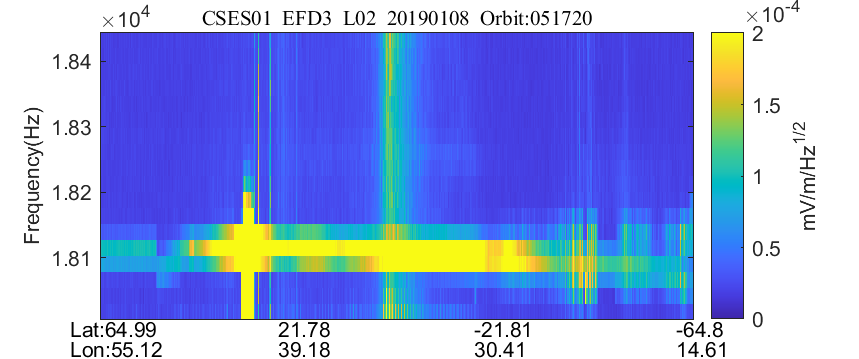 ×10⁴ CSES01 EFD3 L02 20190108 Orbit:051720 ×10⁻⁴
1.84
1.83
1.82
1.81
Frequency(Hz)
2
1.5
1
0.5
0
mV/m/Hz^{1/2}
Lat:64.99 21.78 -21.81 -64.8
Lon:55.12 39.18 30.41 14.61